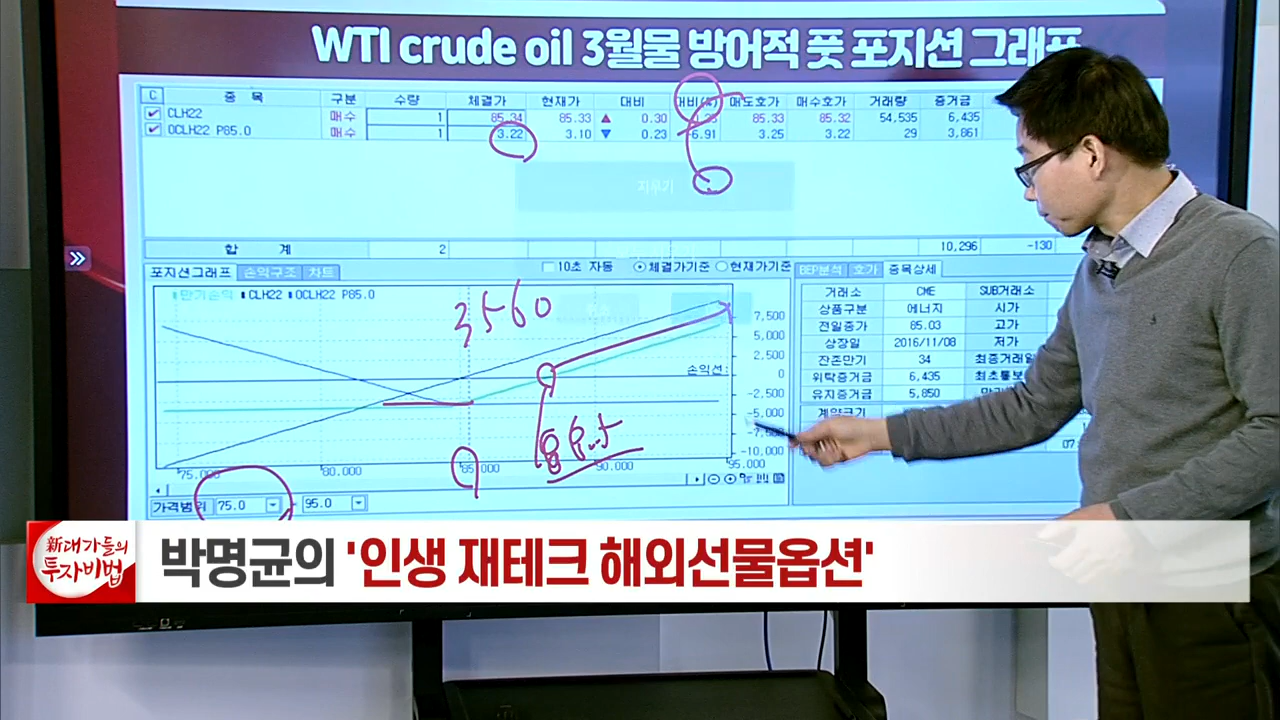 WTI crude oil 3월물 방어적 풋 포지션 그래프
C 종 목 구분 수량 체결가 현재가 대비 대비(%) 매도호가 매수호가 거래량 증거금
CLH22 매수 1 85.34 85.33 ▲ 0.30 85.33 85.32 54,535 6,435
OCLH22 P85.0 매수 1 3.22 3.10 ▼ 0.23 -6.91 3.25 3.22 29 3,861
지우기
합 계 2 10,296 -130
포지션그래프 손익구조 차트 10초 자동 체결가기준 현재가기준 BEP분석 호가 종목상세
만기손익 CLH22 OCLH22 P85.0
3560
7,500
5,000
2,500
손익선: 0
-2,500
-5,000
-7,5
-10,000
75.000 80.000 85.000 90.000 95.000
가격범위 75.0 - 95.0
거래소 CME SUB거래소
상품구분 에너지 시가
전일종가 85.03 고가
상장일 2016/11/08 저가
잔존만기 34 최종거래일
위탁증거금 6,435 최초통보
유지증거금 5,850
계약크기
07
88.5
新대가들의
투자비법
박명균의 '인생 재테크 해외선물옵션'